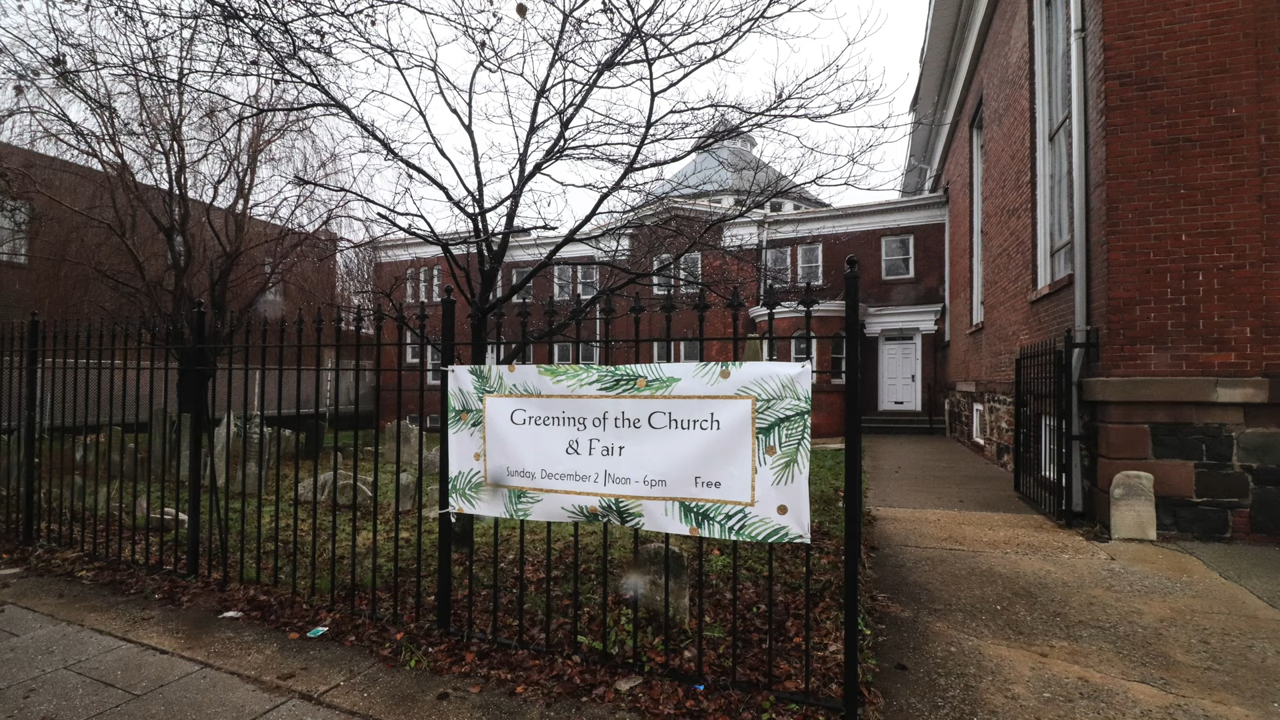 Greening of the Church
& Fair
Sunday, December 2 | Noon - 6pm Free